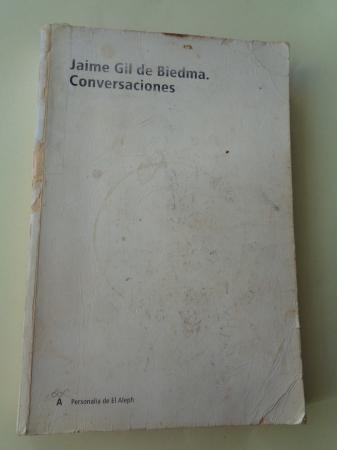 Jaime Gil de Biedma.
Conversaciones
A Personalia de El Aleph